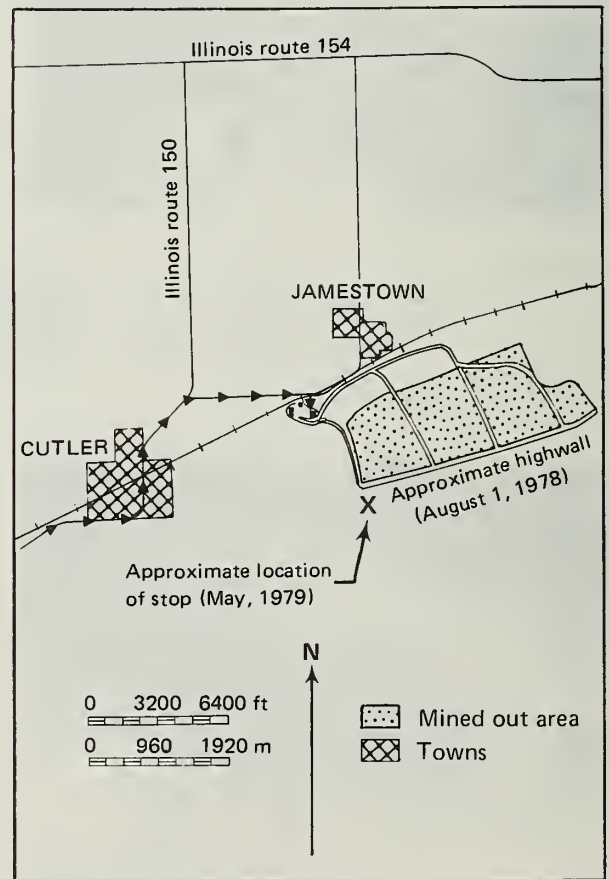 Illinois route 154
Illinois route 150
JAMESTOWN
CUTLER
Approximate highwall
(August 1, 1978)
X
Approximate location
of stop (May, 1979)
N
0 3200 6400 ft
0 960 1920 m
Mined out area
Towns